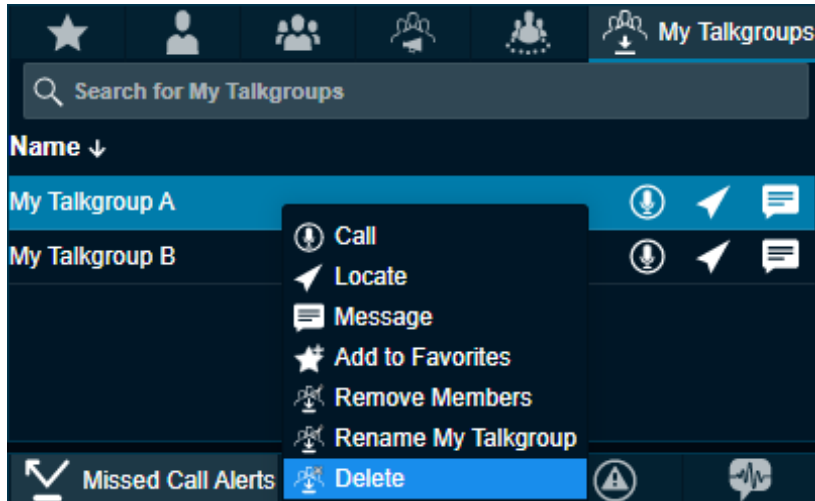 My Talkgroups
Search for My Talkgroups
Name
My Talkgroup A
My Talkgroup B
Call
Locate
Message
Add to Favorites
Remove Members
Rename My Talkgroup
Delete
Missed Call Alerts